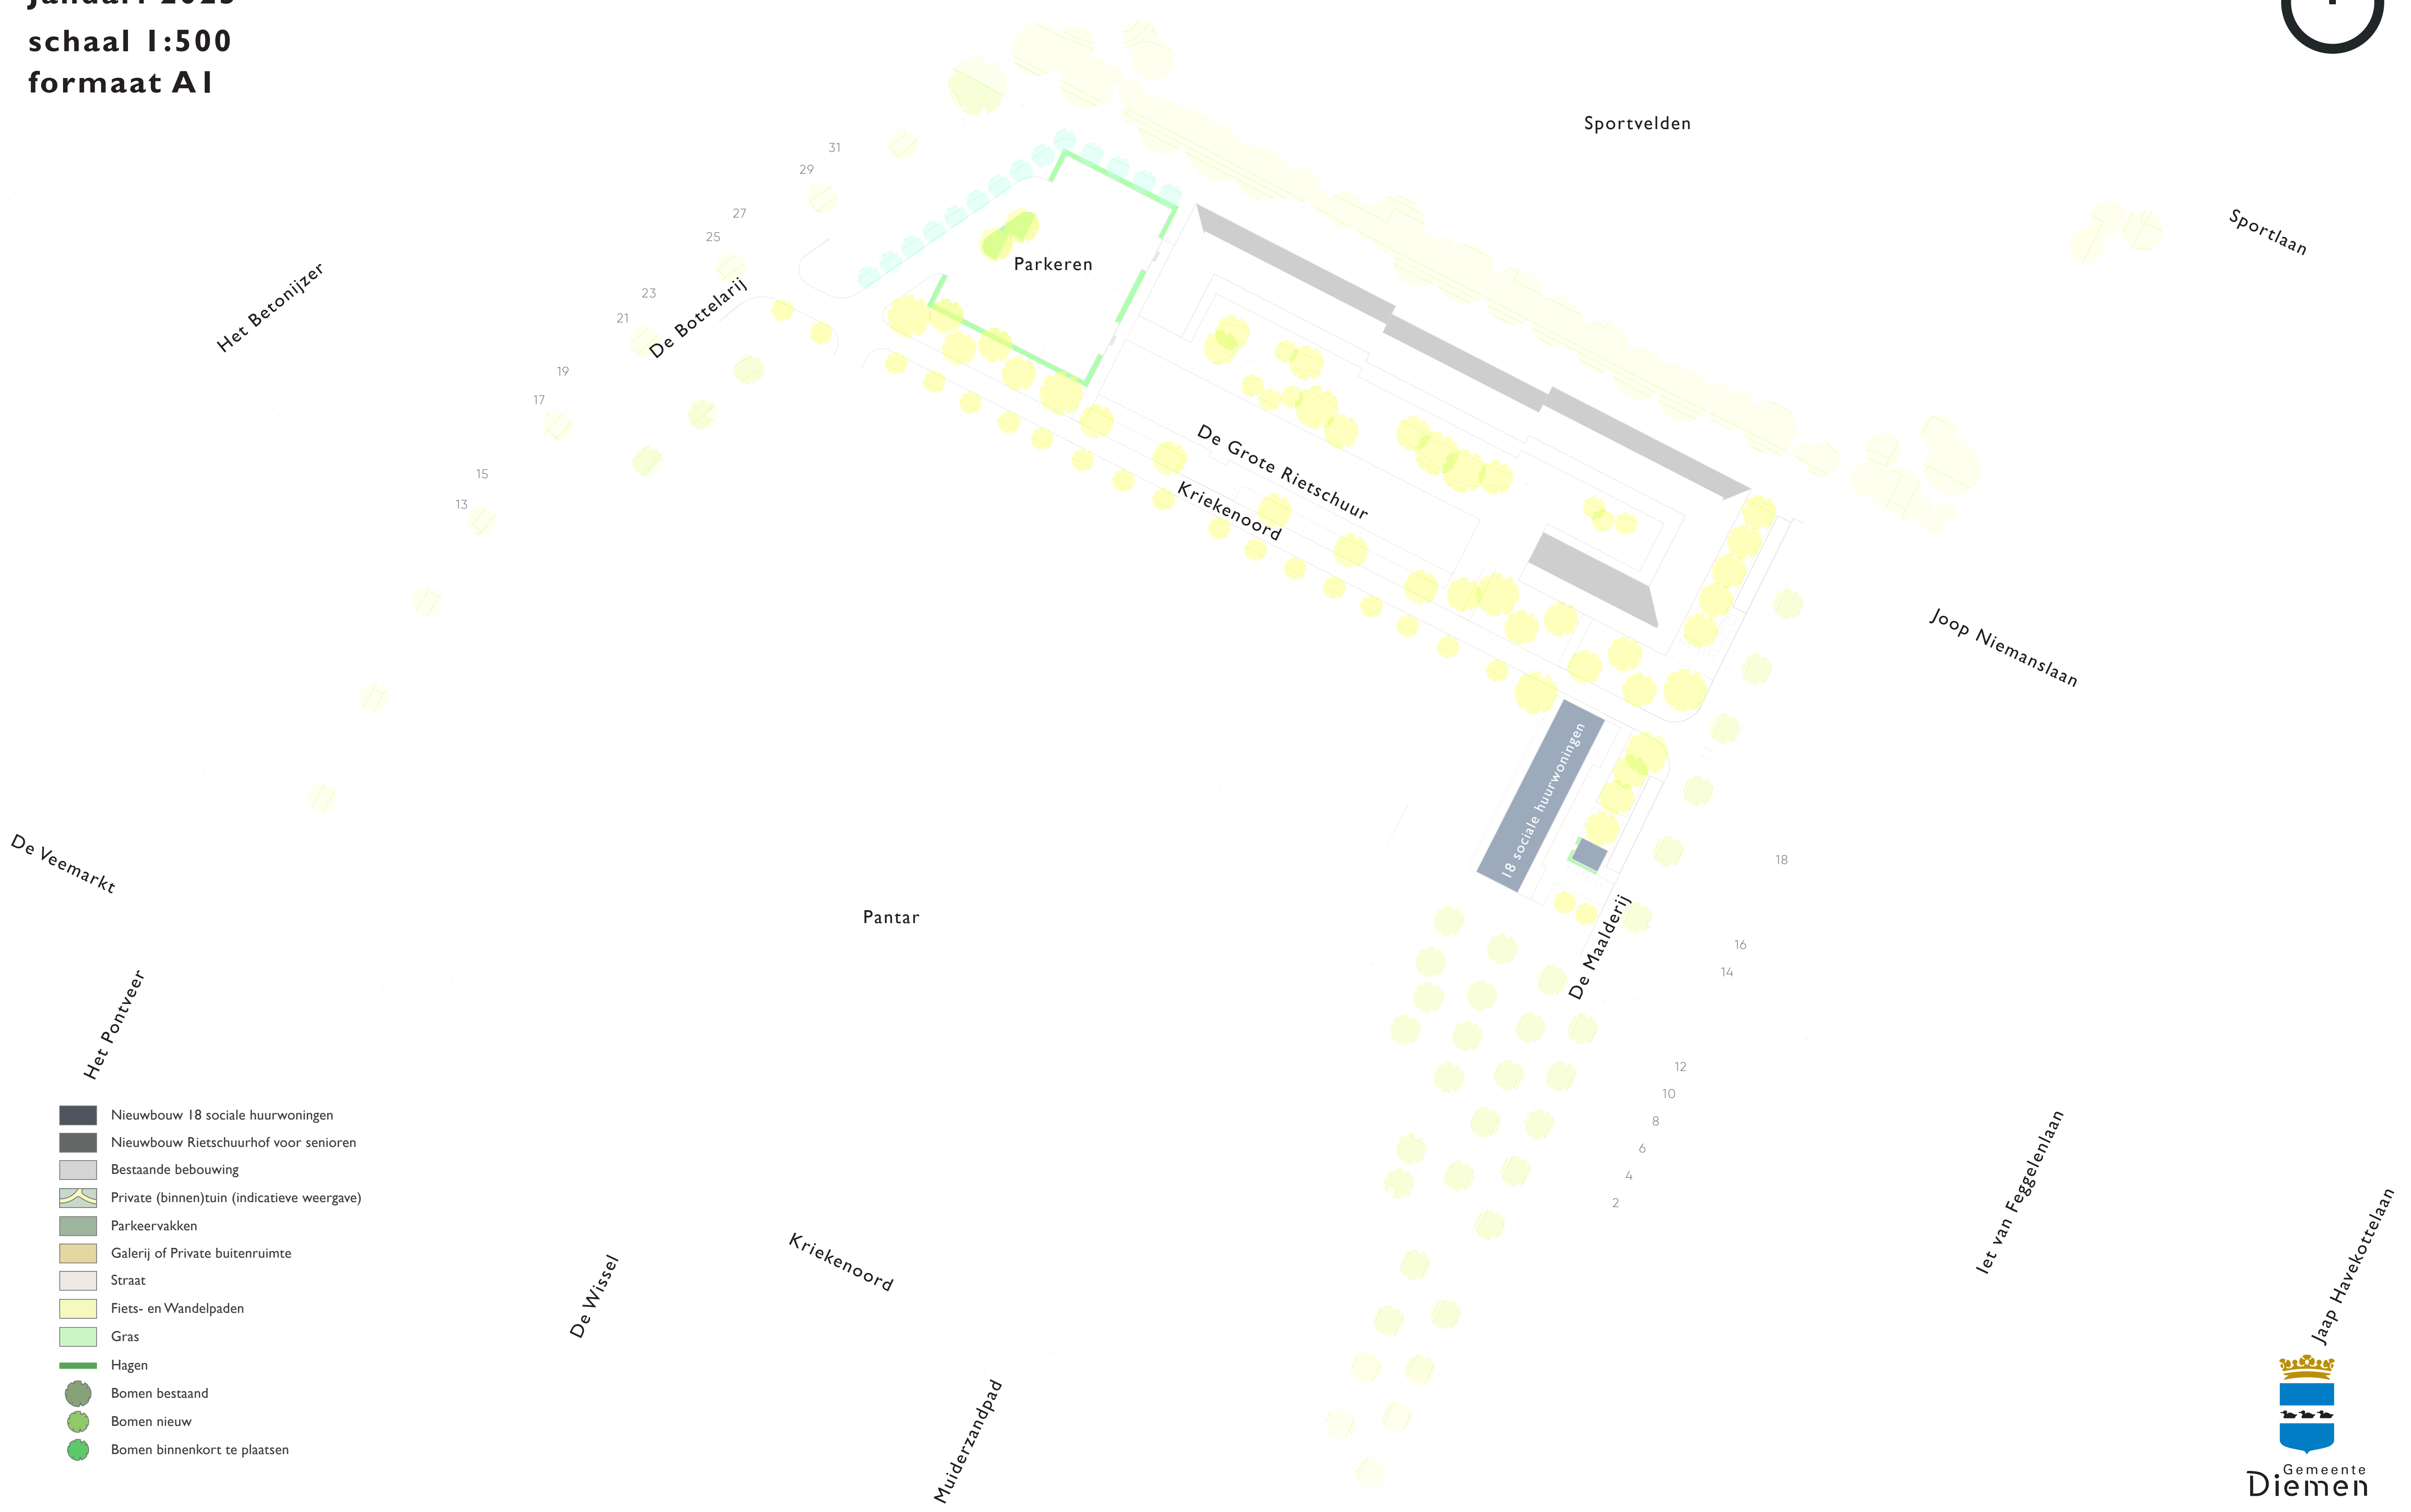 januari 2025
schaal 1:500
formaat A1
Sportvelden
Sportlaan
31
29
27
25
23
21
19
17
15
13
Het Betonijzer
De Bottelarij
Parkeren
De Grote Rietschuur
Kriekenoord
Joop Niemanslaan
18 sociale huurwoningen
De Veemarkt
Pantar
De Maalderij
18
16
14
12
10
8
6
4
2
Het Pontveer
De Wissel
Kriekenoord
Muiderzandpad
Iet van Feggelenlaan
Jaap Havekottelaan
Nieuwbouw 18 sociale huurwoningen
Nieuwbouw Rietschuurhof voor senioren
Bestaande bebouwing
Private (binnen)tuin (indicatieve weergave)
Parkeervakken
Galerij of Private buitenruimte
Straat
Fiets- en Wandelpaden
Gras
Hagen
Bomen bestaand
Bomen nieuw
Bomen binnenkort te plaatsen
Gemeente
Diemen